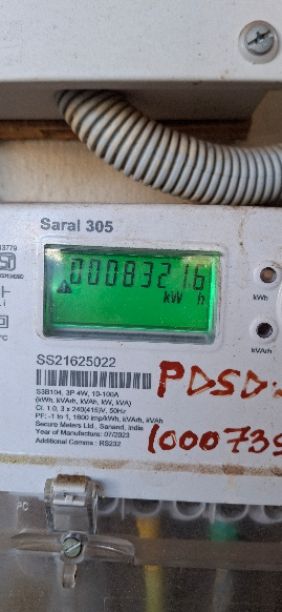 Saral 305
00083216
kW h
kWh
kVArh
SS21625022
S3B104, 3P 4W, 10-100A
(kWh, kVArh, kVAh, kW, kVA)
Cl. 1.0, 3 x 240(415)V, 50Hz
PF: -1 to 1, 1600 imp/kWh, kVArh, kVAh
Secure Meters Ltd., Sanand, India
Year of Manufacture: 07/2023
Additional Comms : RS232
PDSD
1000739